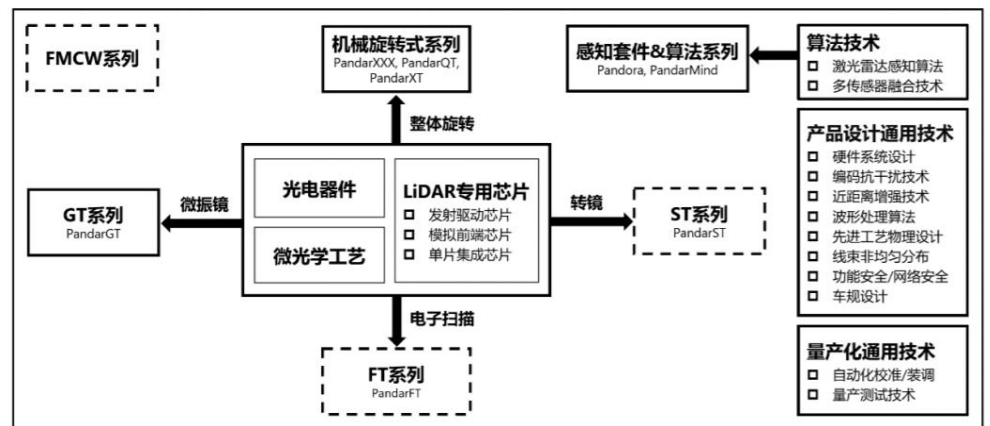 FMCW系列
机械旋转式系列
PandarXXX, PandarQT,
PandarXT
感知套件&算法系列
Pandora, PandarMind
算法技术
激光雷达感知算法
多传感器融合技术
整体旋转
产品设计通用技术
硬件系统设计
编码抗干扰技术
近距离增强技术
波形处理算法
先进工艺物理设计
线束非均匀分布
功能安全/网络安全
车规设计
光电器件
微光学工艺
LiDAR专用芯片
发射驱动芯片
模拟前端芯片
单片集成芯片
微振镜
GT系列
PandarGT
转镜
ST系列
PandarST
电子扫描
FT系列
PandarFT
量产化通用技术
自动化校准/装调
量产测试技术